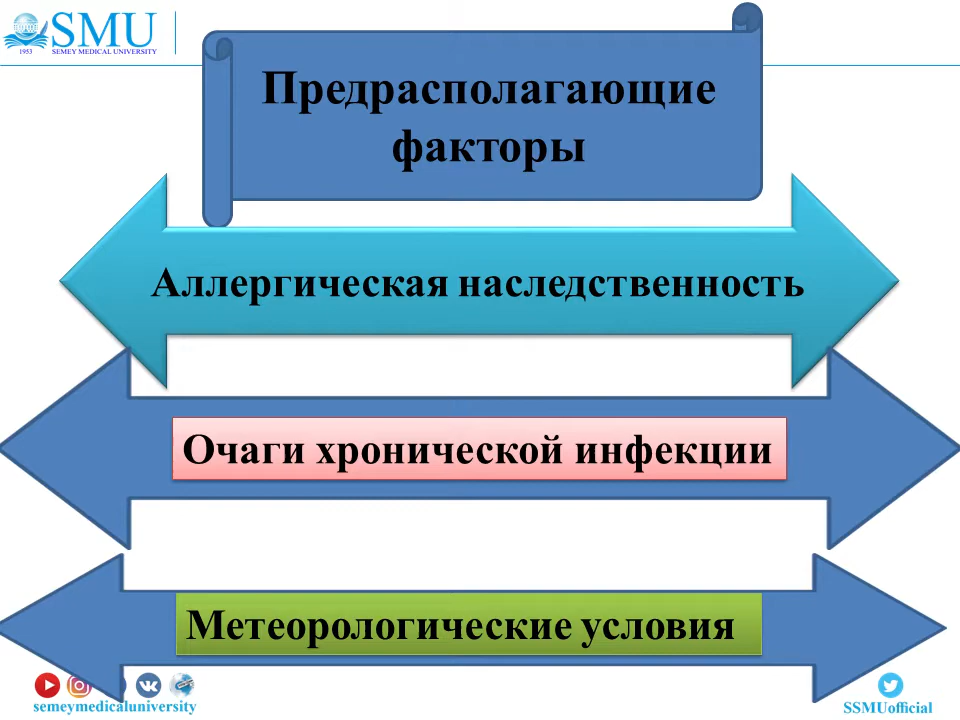 SMU
1953 SEMEY MEDICAL UNIVERSITY
Предрасполагающие
факторы
Аллергическая наследственность
Очаги хронической инфекции
Метеорологические условия
semeymedicaluniversity
SSMUofficial